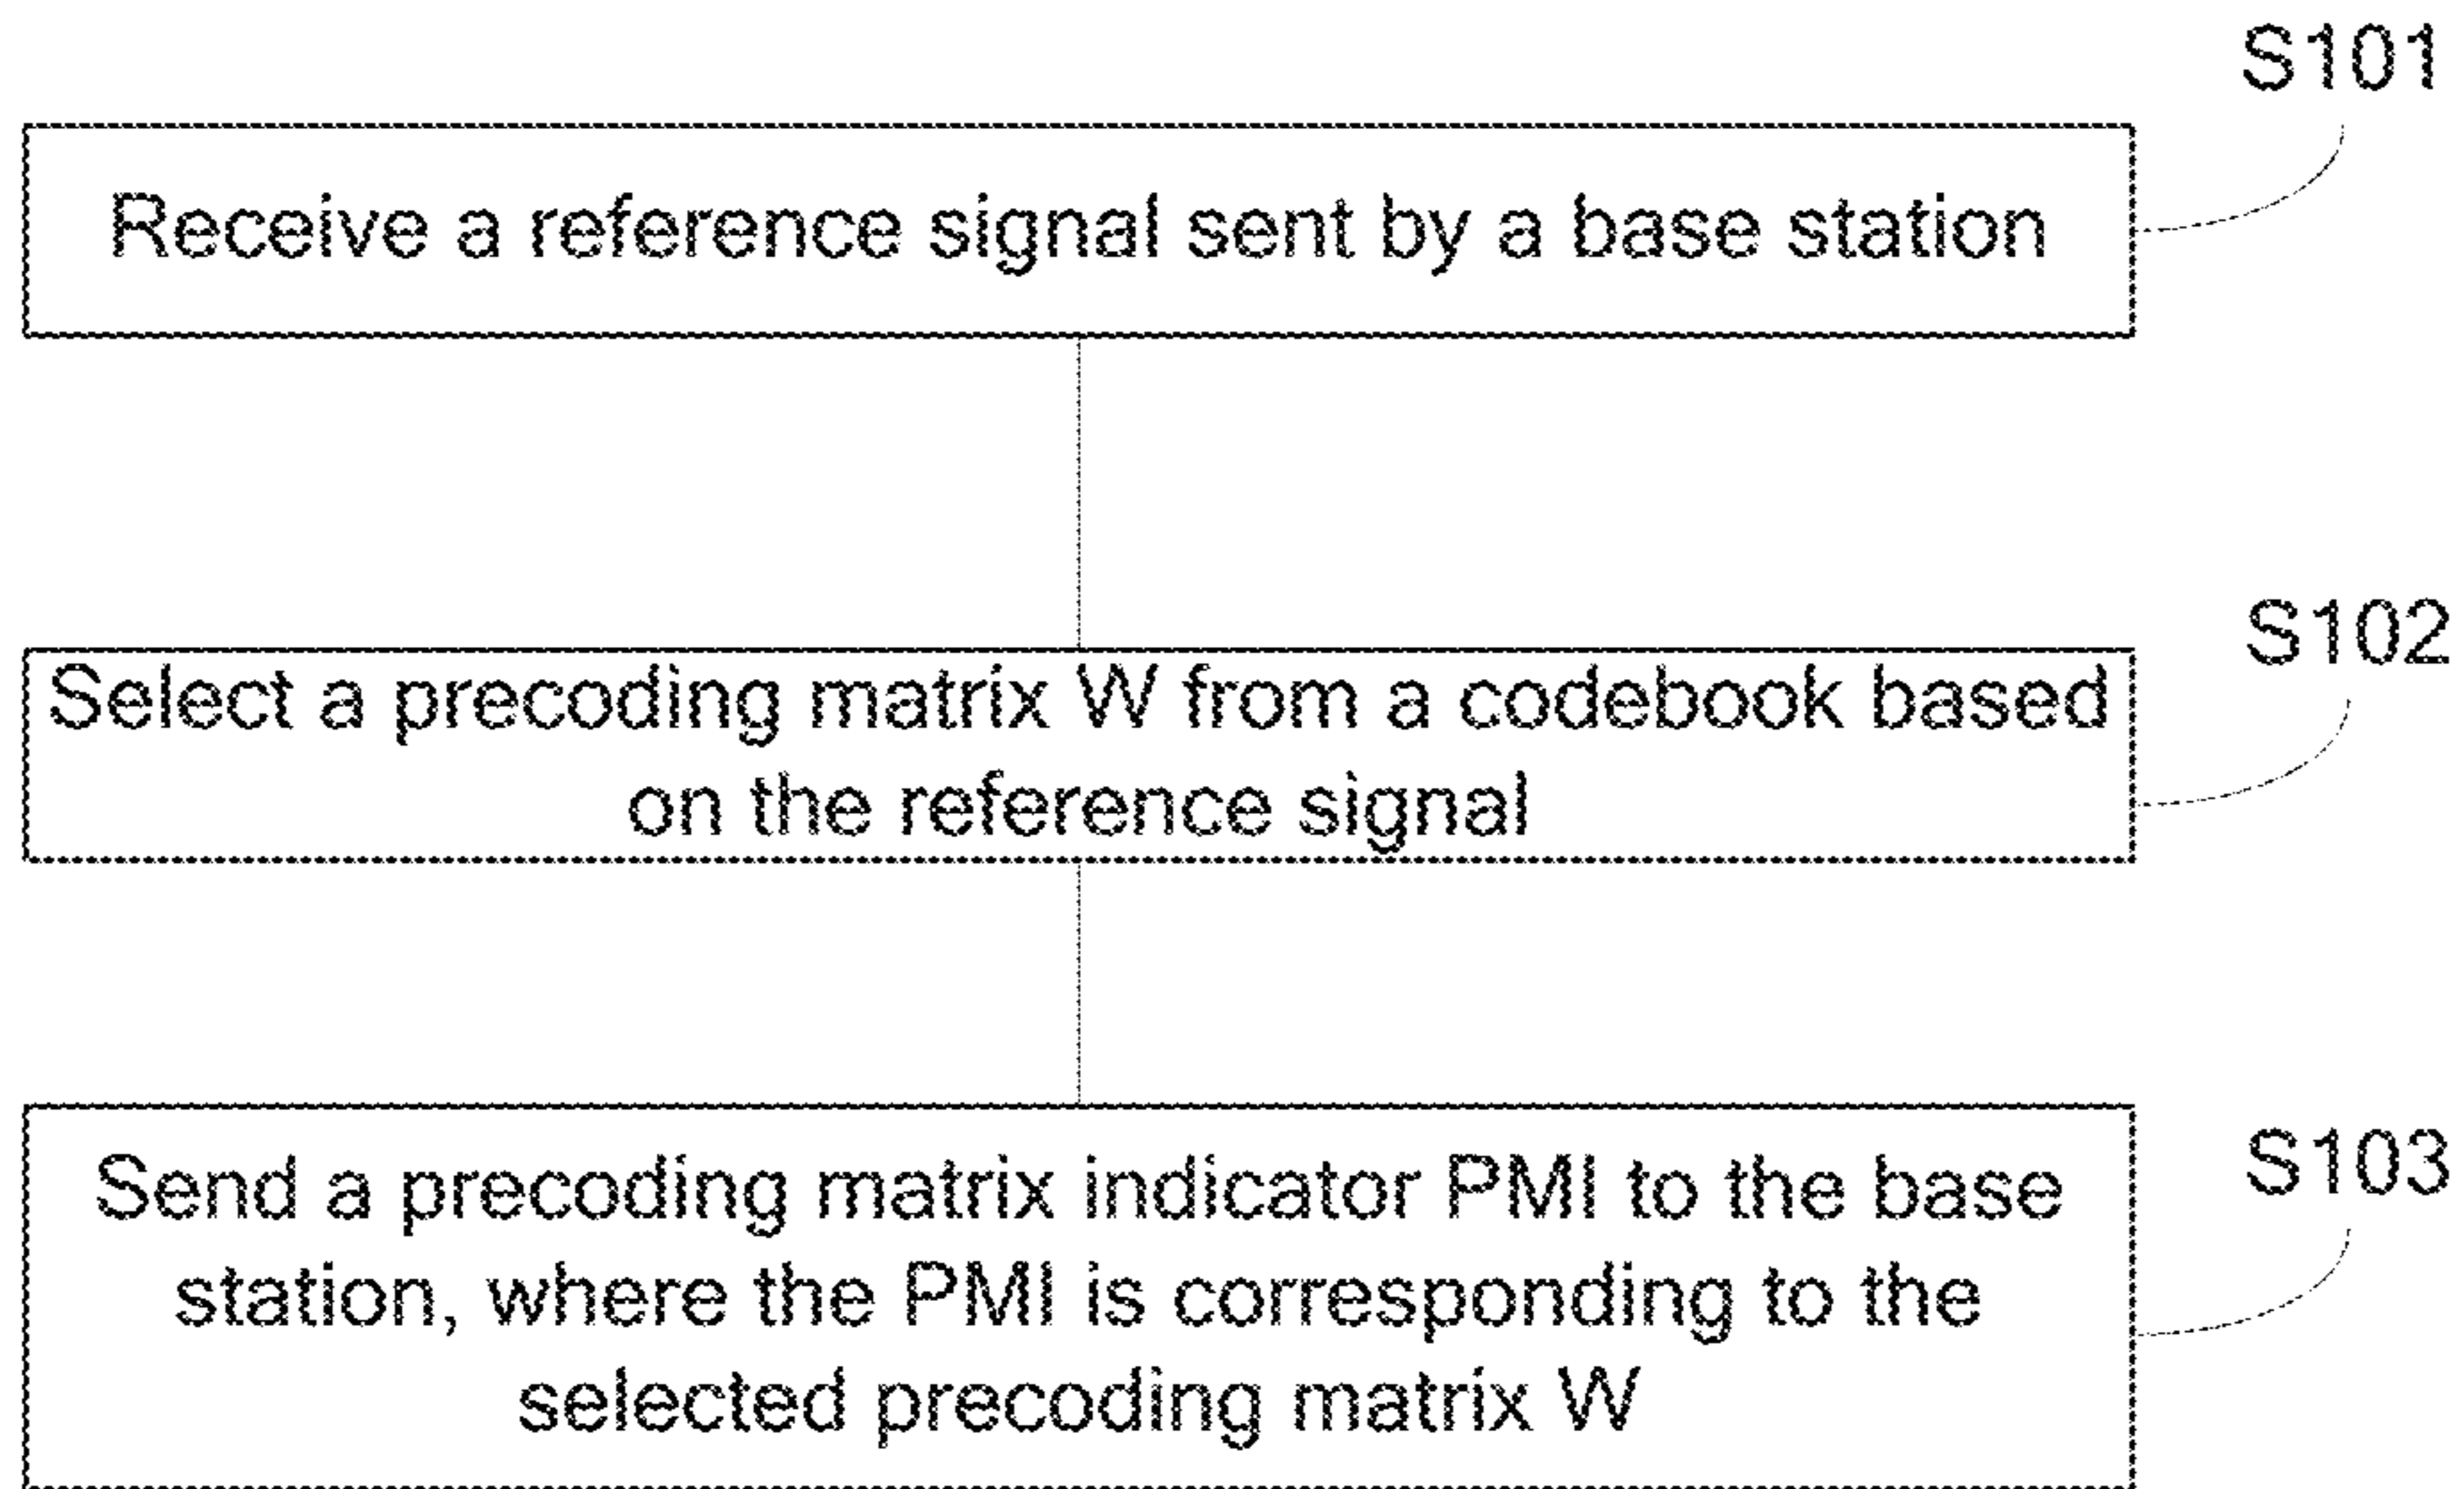 S101
Receive a reference signal sent by a base station
S102
Select a precoding matrix W from a codebook based
on the reference signal
S103
Send a precoding matrix indicator PMI to the base
station, where the PMI is corresponding to the
selected precoding matrix W